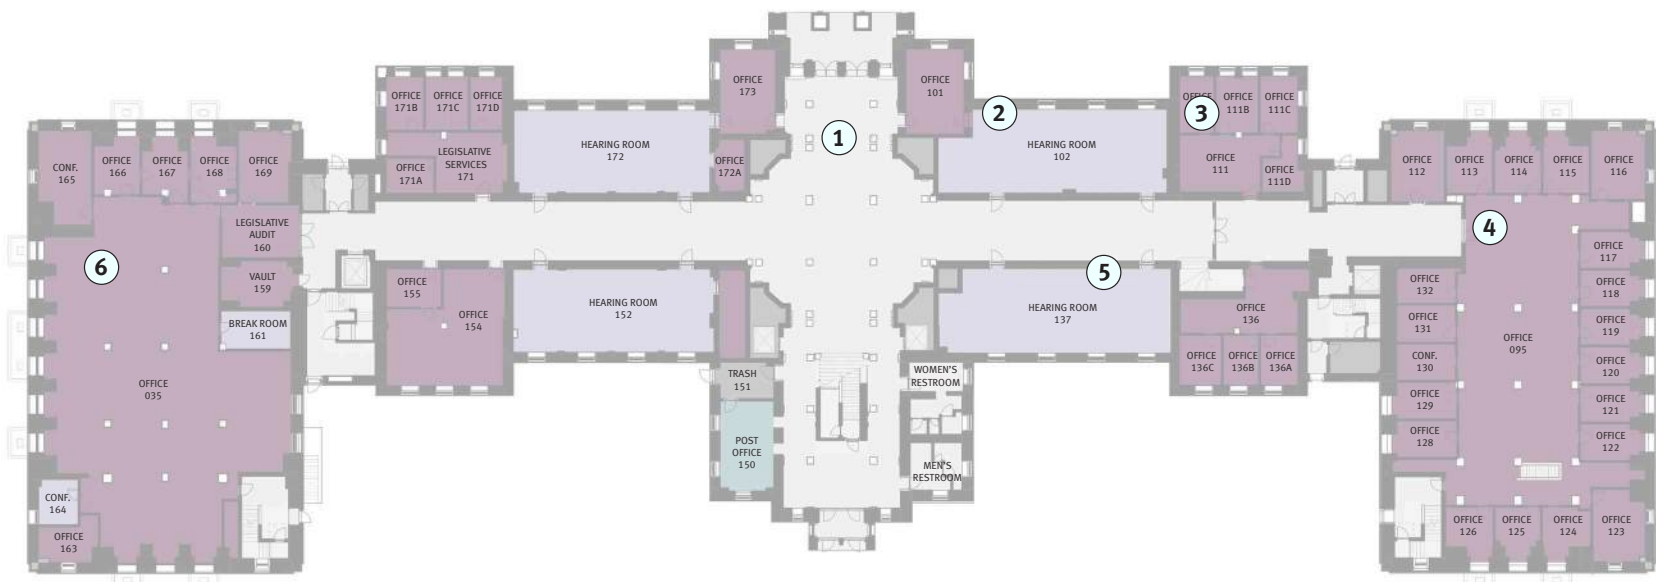 OFFICE
173
OFFICE
101
OFFICE
171B
OFFICE
171C
OFFICE
171D
1
2
3
OFFICE
OFFICE
111B
OFFICE
111C
CONF.
165
OFFICE
166
OFFICE
167
OFFICE
168
OFFICE
169
LEGISLATIVE
SERVICES
171
OFFICE
171A
HEARING ROOM
172
OFFICE
172A
HEARING ROOM
102
OFFICE
111
OFFICE
111D
OFFICE
112
OFFICE
113
OFFICE
114
OFFICE
115
OFFICE
116
LEGISLATIVE
AUDIT
160
4
6
VAULT
159
OFFICE
155
5
OFFICE
117
OFFICE
132
OFFICE
118
BREAK ROOM
161
OFFICE
154
HEARING ROOM
152
HEARING ROOM
137
OFFICE
136
OFFICE
131
OFFICE
119
OFFICE
095
CONF.
130
OFFICE
120
OFFICE
035
TRASH
151
WOMEN'S
RESTROOM
OFFICE
136C
OFFICE
136B
OFFICE
136A
OFFICE
129
OFFICE
121
OFFICE
128
OFFICE
122
POST
OFFICE
150
MEN'S
RESTROOM
CONF.
164
OFFICE
163
OFFICE
126
OFFICE
125
OFFICE
124
OFFICE
123